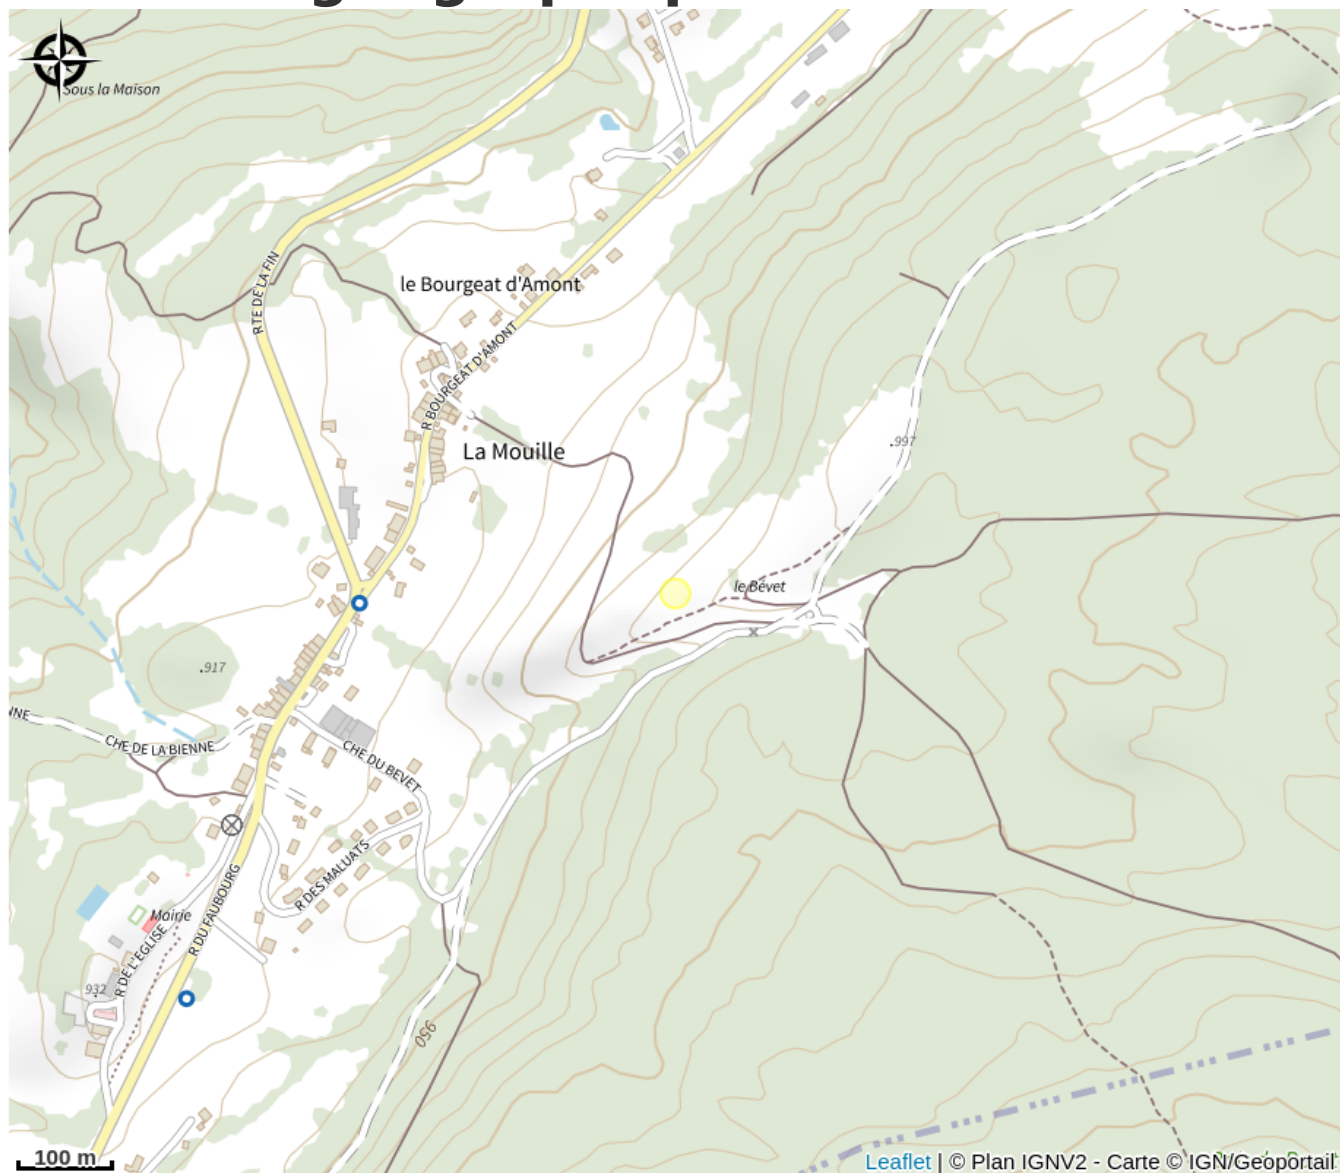 Sous la Maison
RTE DE LA FIN
le Bourgeat d'Amont
R BOURGEAT D'AMONT
La Mouille
.997
le Bévet
.917
CHE DE LA BIENNE
CHE DU BEVET
R DES MALUATS
R DU FAUBOURG
Mairie
R DE L'EGLISE
932
950
100 m
Leaflet | © Plan IGNV2 - Carte © IGN/Geoportail